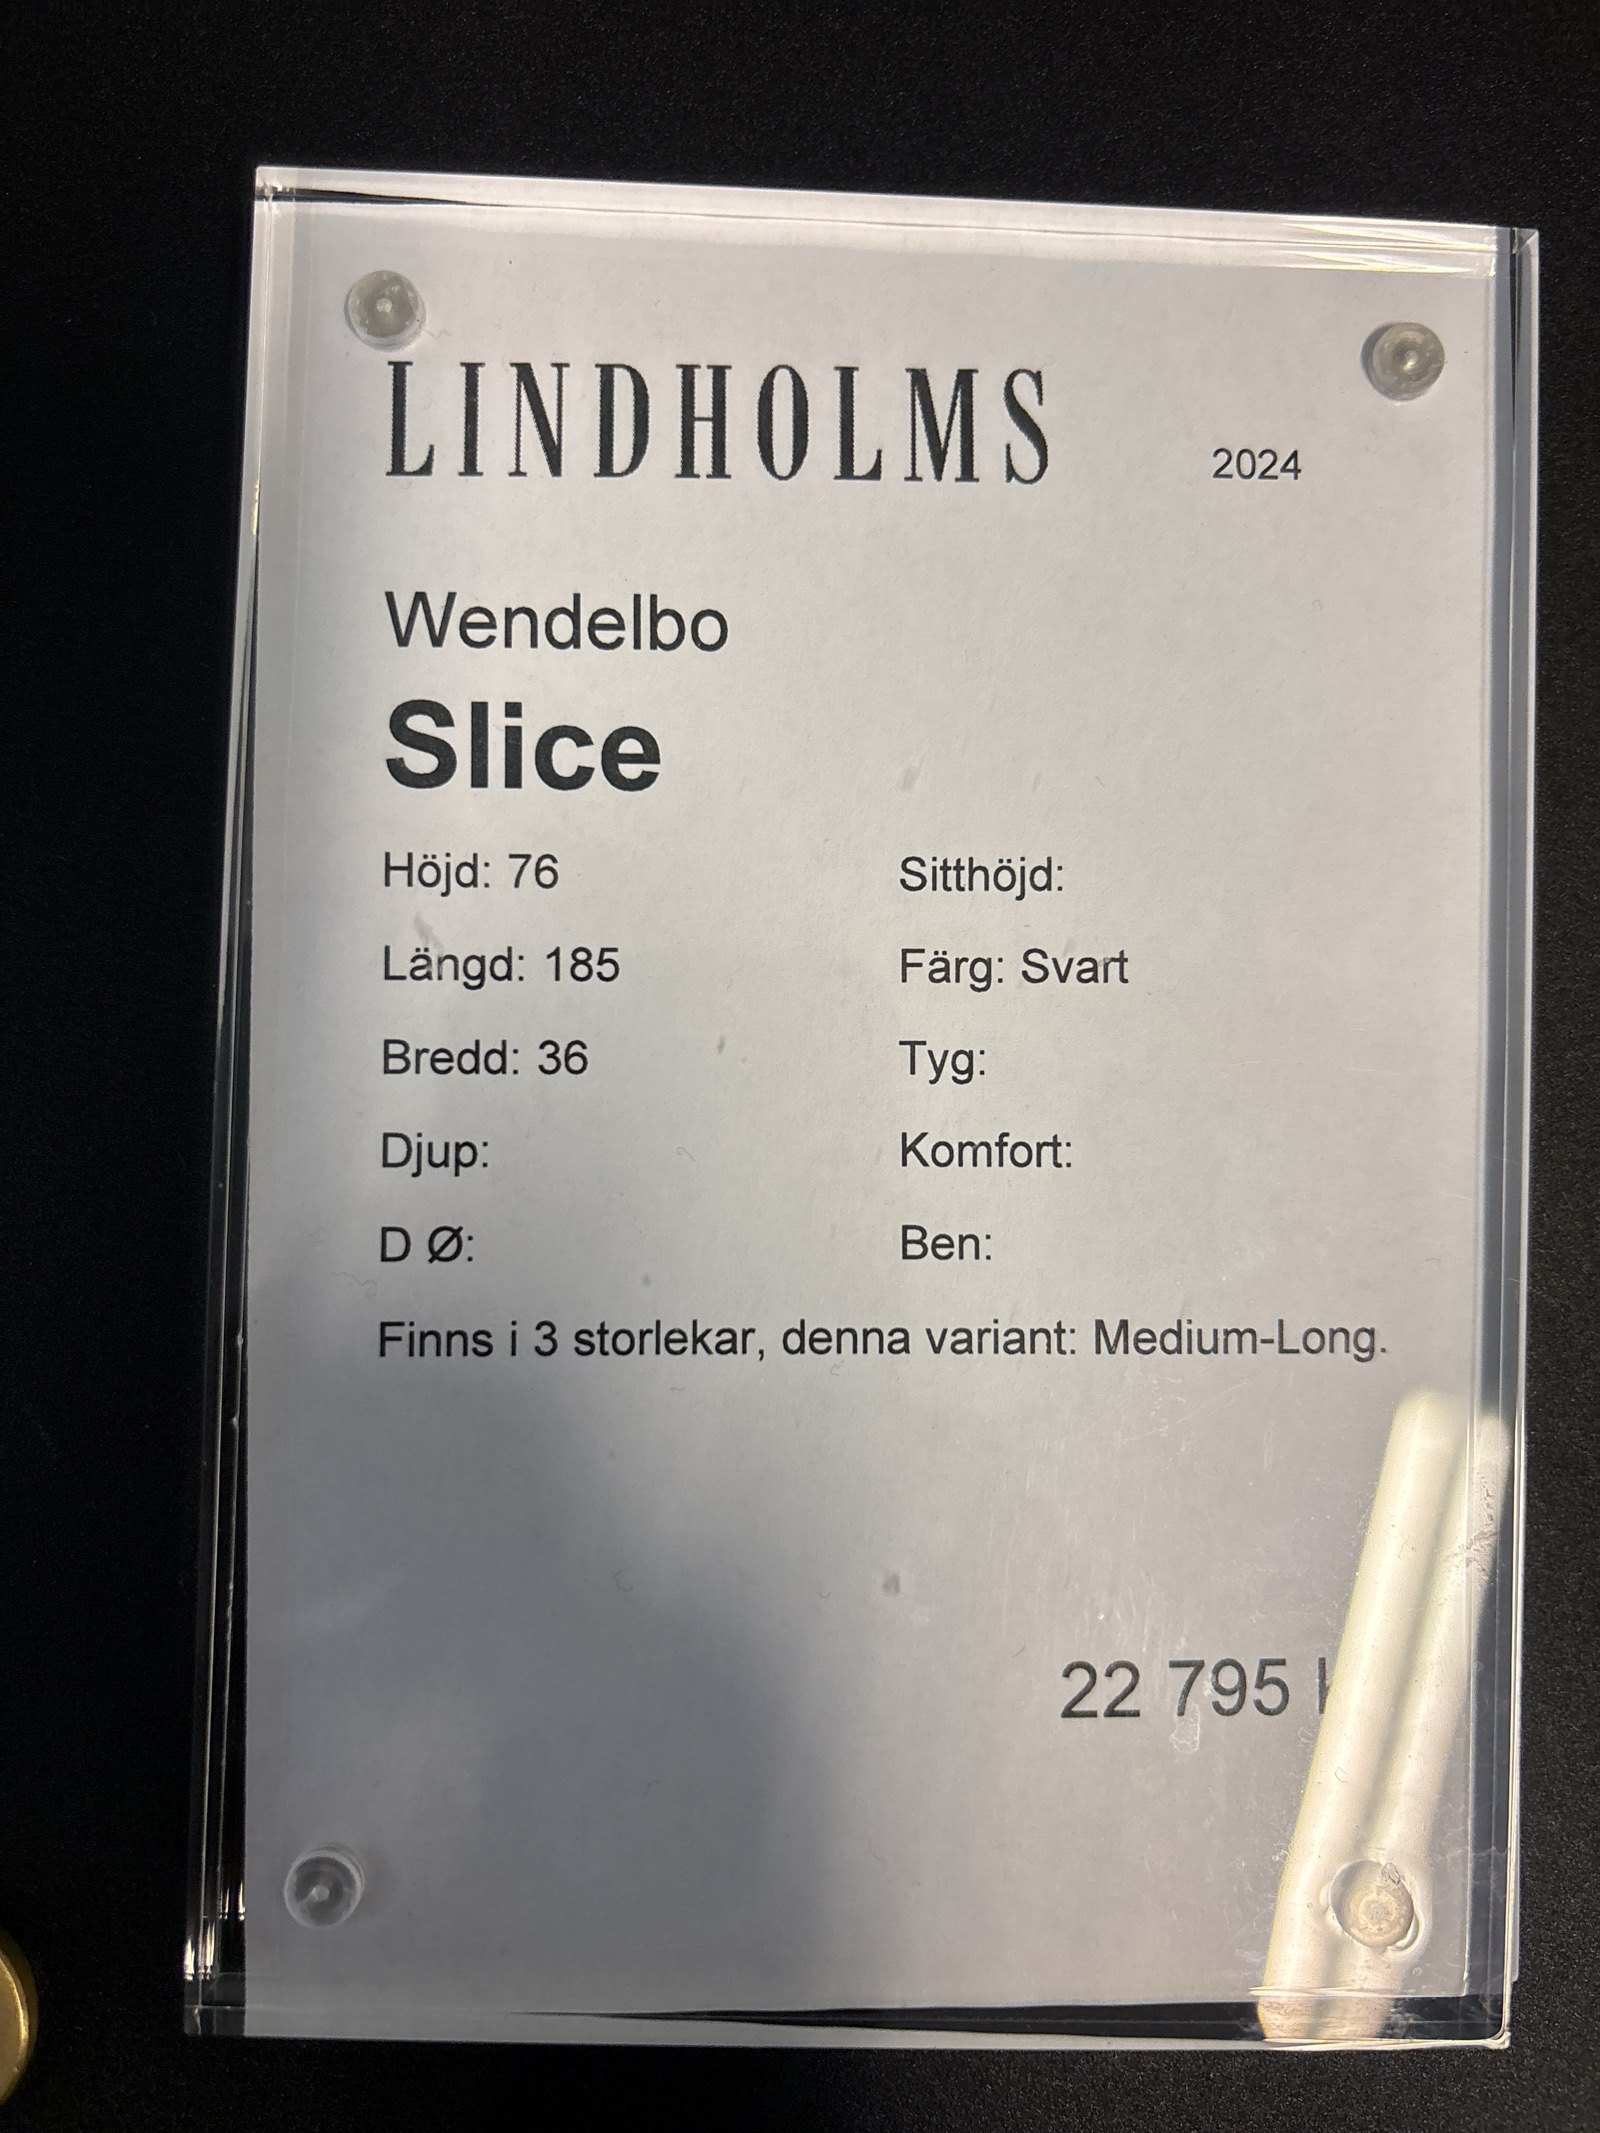 LINDHOLMS 2024
Wendelbo
Slice
Höjd: 76 Sitthöjd:
Längd: 185 Färg: Svart
Bredd: 36 Tyg:
Djup: Komfort:
D Ø: Ben:
Finns i 3 storlekar, denna variant: Medium-Long.
22 795